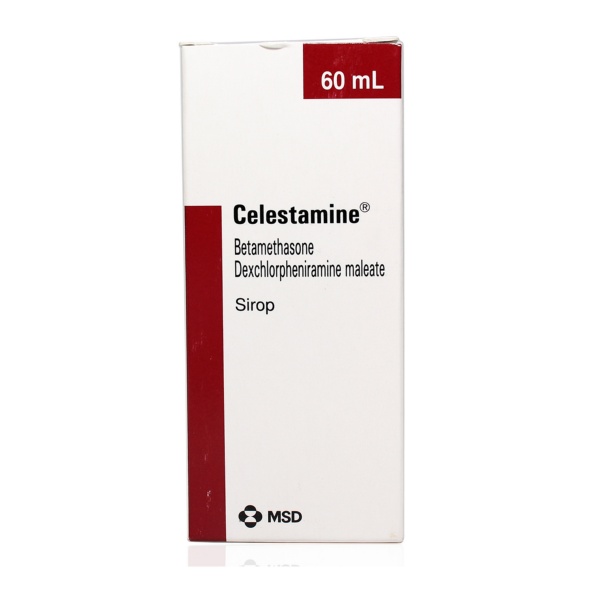 60 mL
Celestamine®
Betamethasone
Dexchlorpheniramine maleate
Sirop
MSD